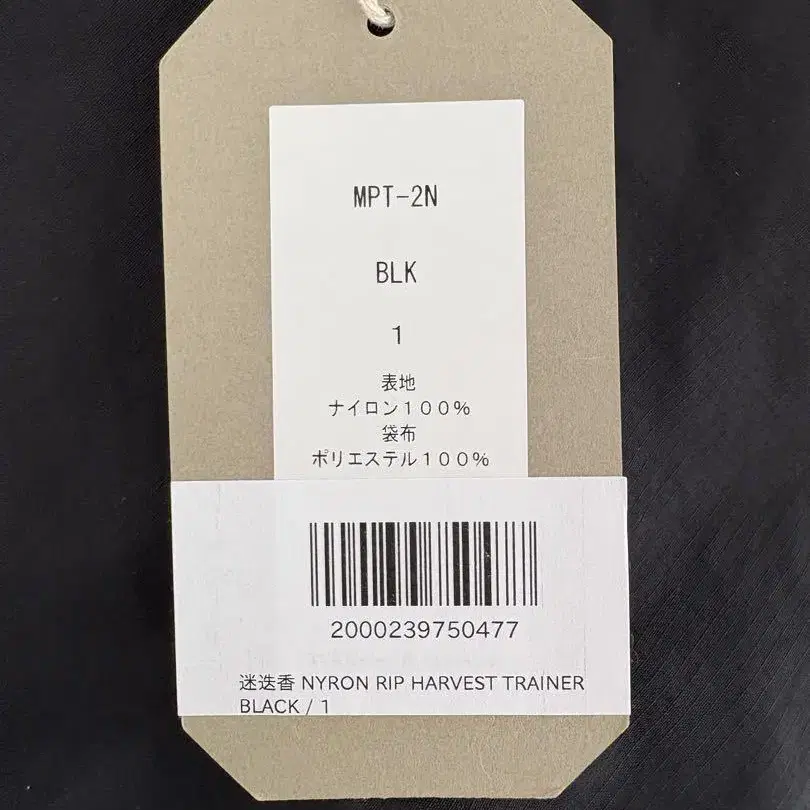 MPT-2N
BLK
1
表地
ナイロン１００％
袋布
ポリエステル１００％
2000239750477
迷迭香 NYRON RIP HARVEST TRAINER
BLACK / 1